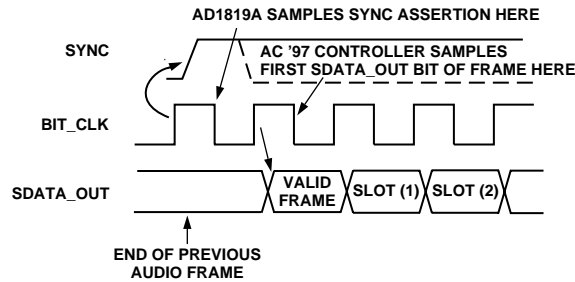 AD1819A SAMPLES SYNC ASSERTION HERE
SYNC
AC '97 CONTROLLER SAMPLES
FIRST SDATA_OUT BIT OF FRAME HERE
BIT_CLK
SDATA_OUT
VALID
FRAME
SLOT (1)
SLOT (2)
END OF PREVIOUS
AUDIO FRAME